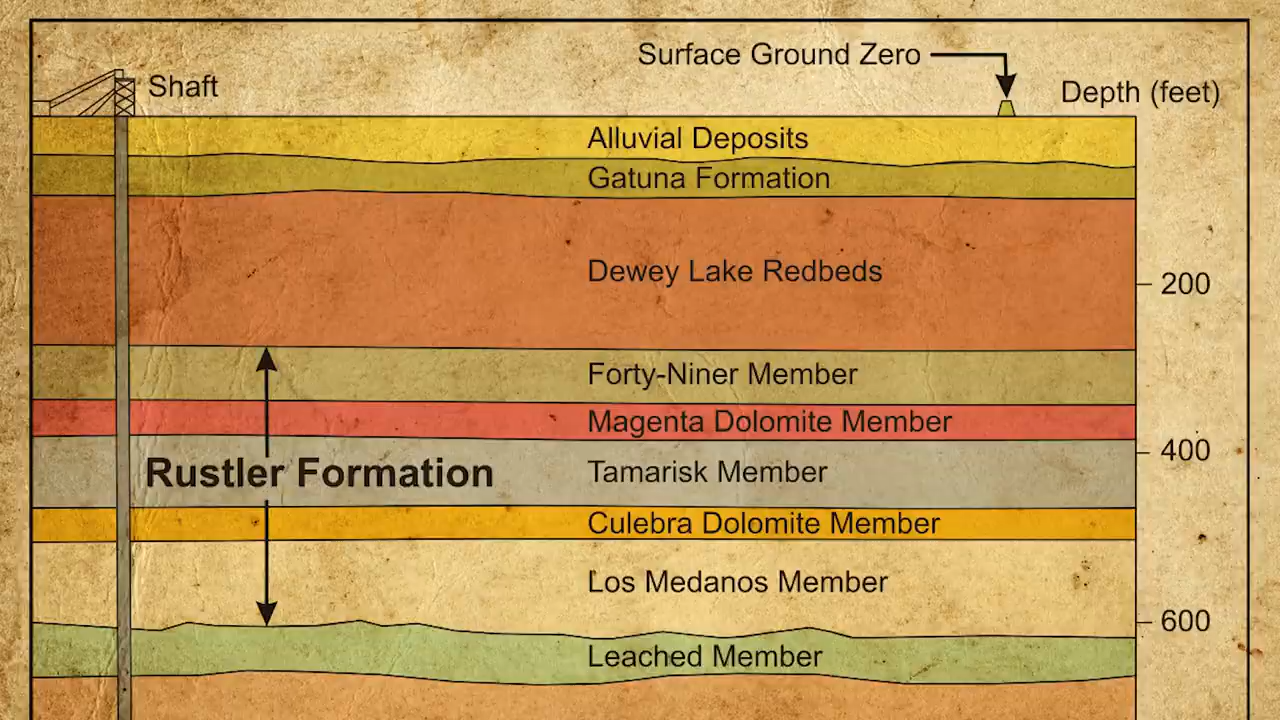 Surface Ground Zero
Shaft
Depth (feet)
Alluvial Deposits
Gatuna Formation
Dewey Lake Redbeds
200
Forty-Niner Member
Magenta Dolomite Member
400
Rustler Formation
Tamarisk Member
Culebra Dolomite Member
Los Medanos Member
600
Leached Member